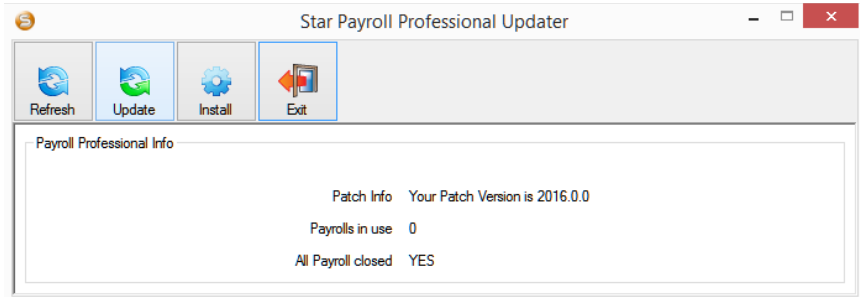 Star Payroll Professional Updater
Refresh Update Install Exit
Payroll Professional Info
Patch Info Your Patch Version is 2016.0.0
Payrolls in use 0
All Payroll closed YES